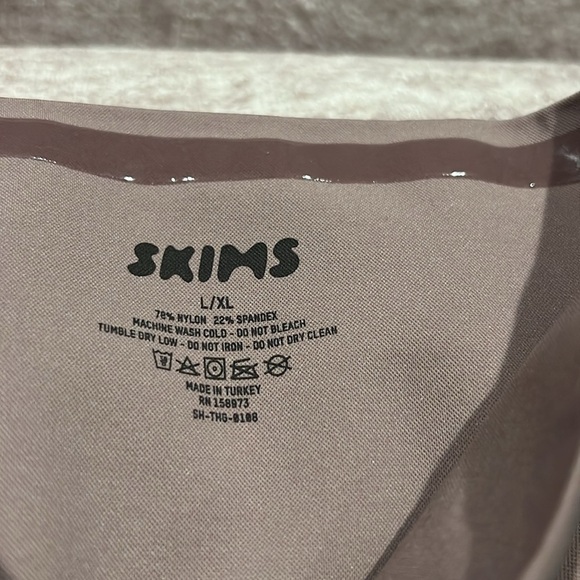 SKIMS
L/XL
78% NYLON 22% SPANDEX
MACHINE WASH COLD - DO NOT BLEACH
TUMBLE DRY LOW - DO NOT IRON - DO NOT DRY CLEAN
MADE IN TURKEY
RN 158973
SH-THG-0108